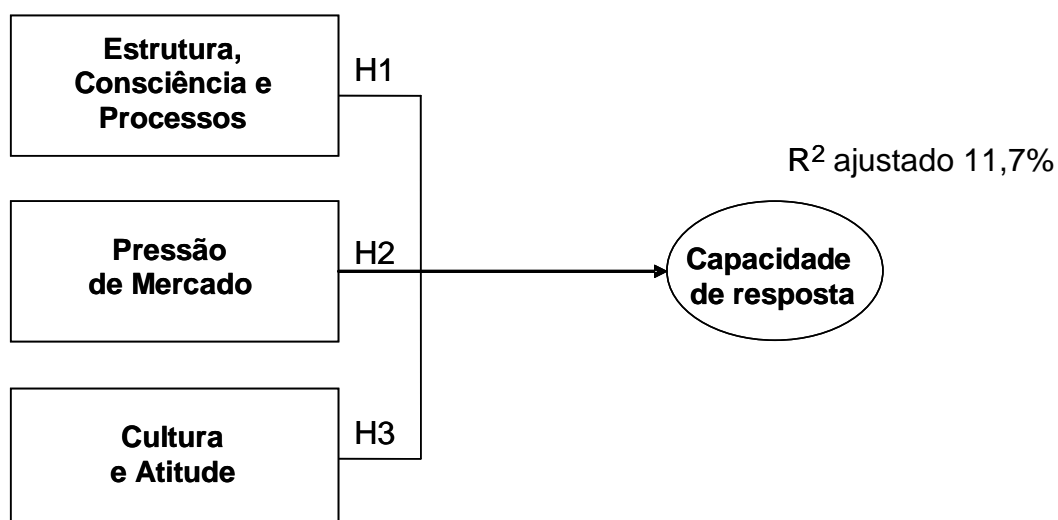 Estrutura,
Consciência e
Processos
H1
R² ajustado 11,7%
Pressão
de Mercado
H2
Capacidade
de resposta
Cultura
e Atitude
H3